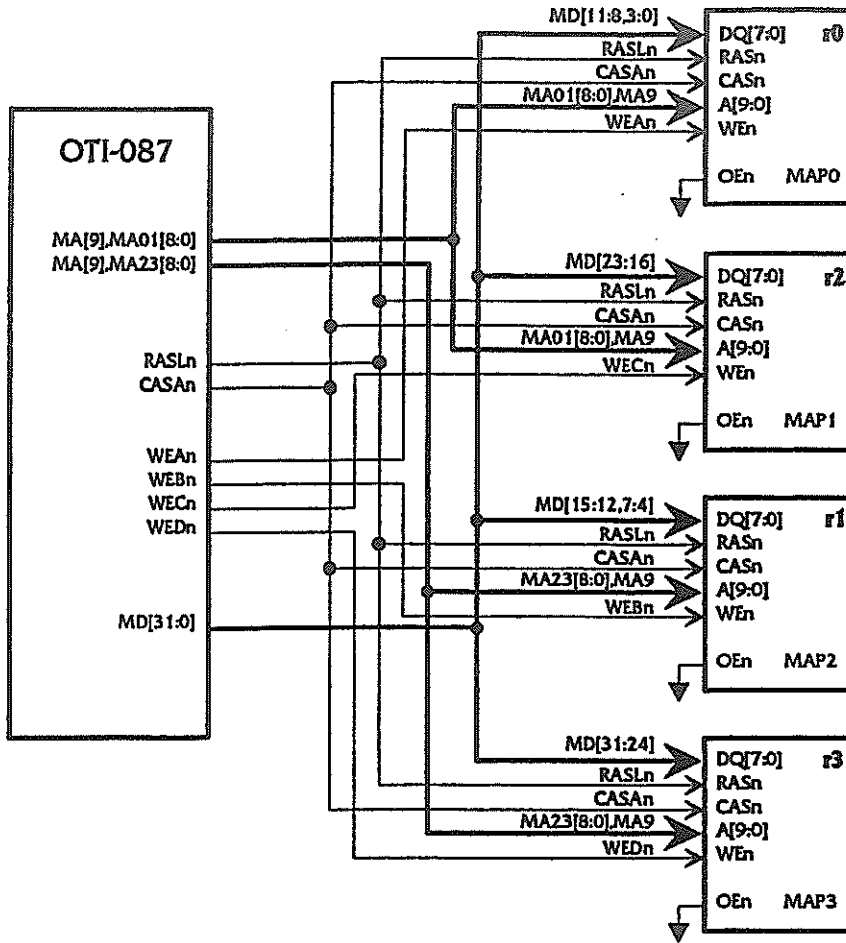 OTI-087
MA[9],MA01[8:0]
MA[9],MA23[8:0]
RASLn
CASAn
WEAn
WEBn
WECn
WEDn
MD[31:0]
MD[11:8,3:0]
RASLn
CASAn
MA01[8:0],MA9
WEAn
DQ[7:0] r0
RASn
CASn
A[9:0]
WEn
OEn MAP0
MD[23:16]
RASLn
CASAn
MA01[8:0],MA9
WECn
DQ[7:0] r2
RASn
CASn
A[9:0]
WEn
OEn MAP1
MD[15:12,7:4]
RASLn
CASAn
MA23[8:0],MA9
WEBn
DQ[7:0] r1
RASn
CASn
A[9:0]
WEn
OEn MAP2
MD[31:24]
RASLn
CASAn
MA23[8:0],MA9
WEDn
DQ[7:0] r3
RASn
CASn
A[9:0]
WEn
OEn MAP3